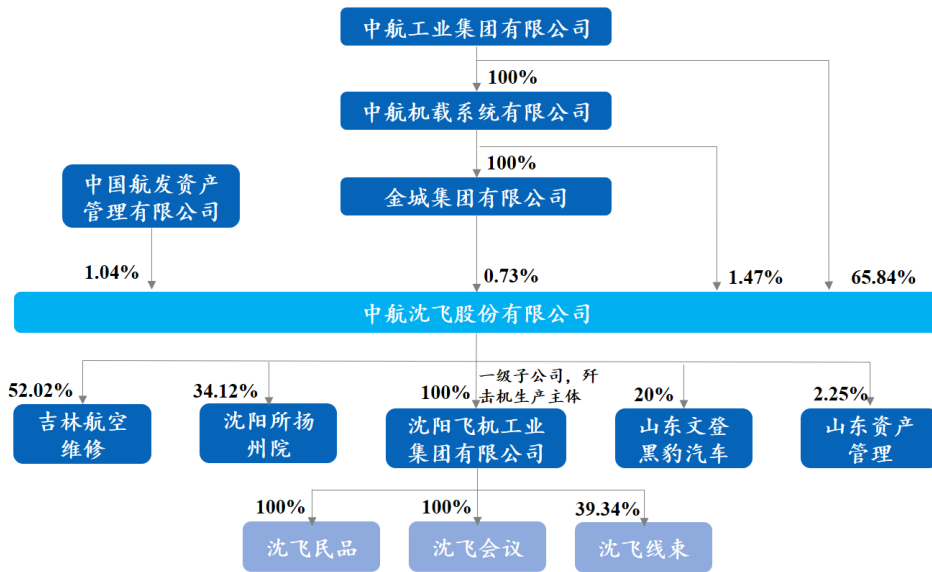 中航工业集团有限公司
100%
中航机载系统有限公司
100%
中国航发资产
管理有限公司
金城集团有限公司
1.04%
0.73%
1.47%
65.84%
中航沈飞股份有限公司
52.02%
34.12%
100%
一级子公司，歼
击机生产主体
20%
2.25%
吉林航空
维修
沈阳所扬
州院
沈阳飞机工业
集团有限公司
山东文登
黑豹汽车
山东资产
管理
100%
100%
39.34%
沈飞民品
沈飞会议
沈飞线束